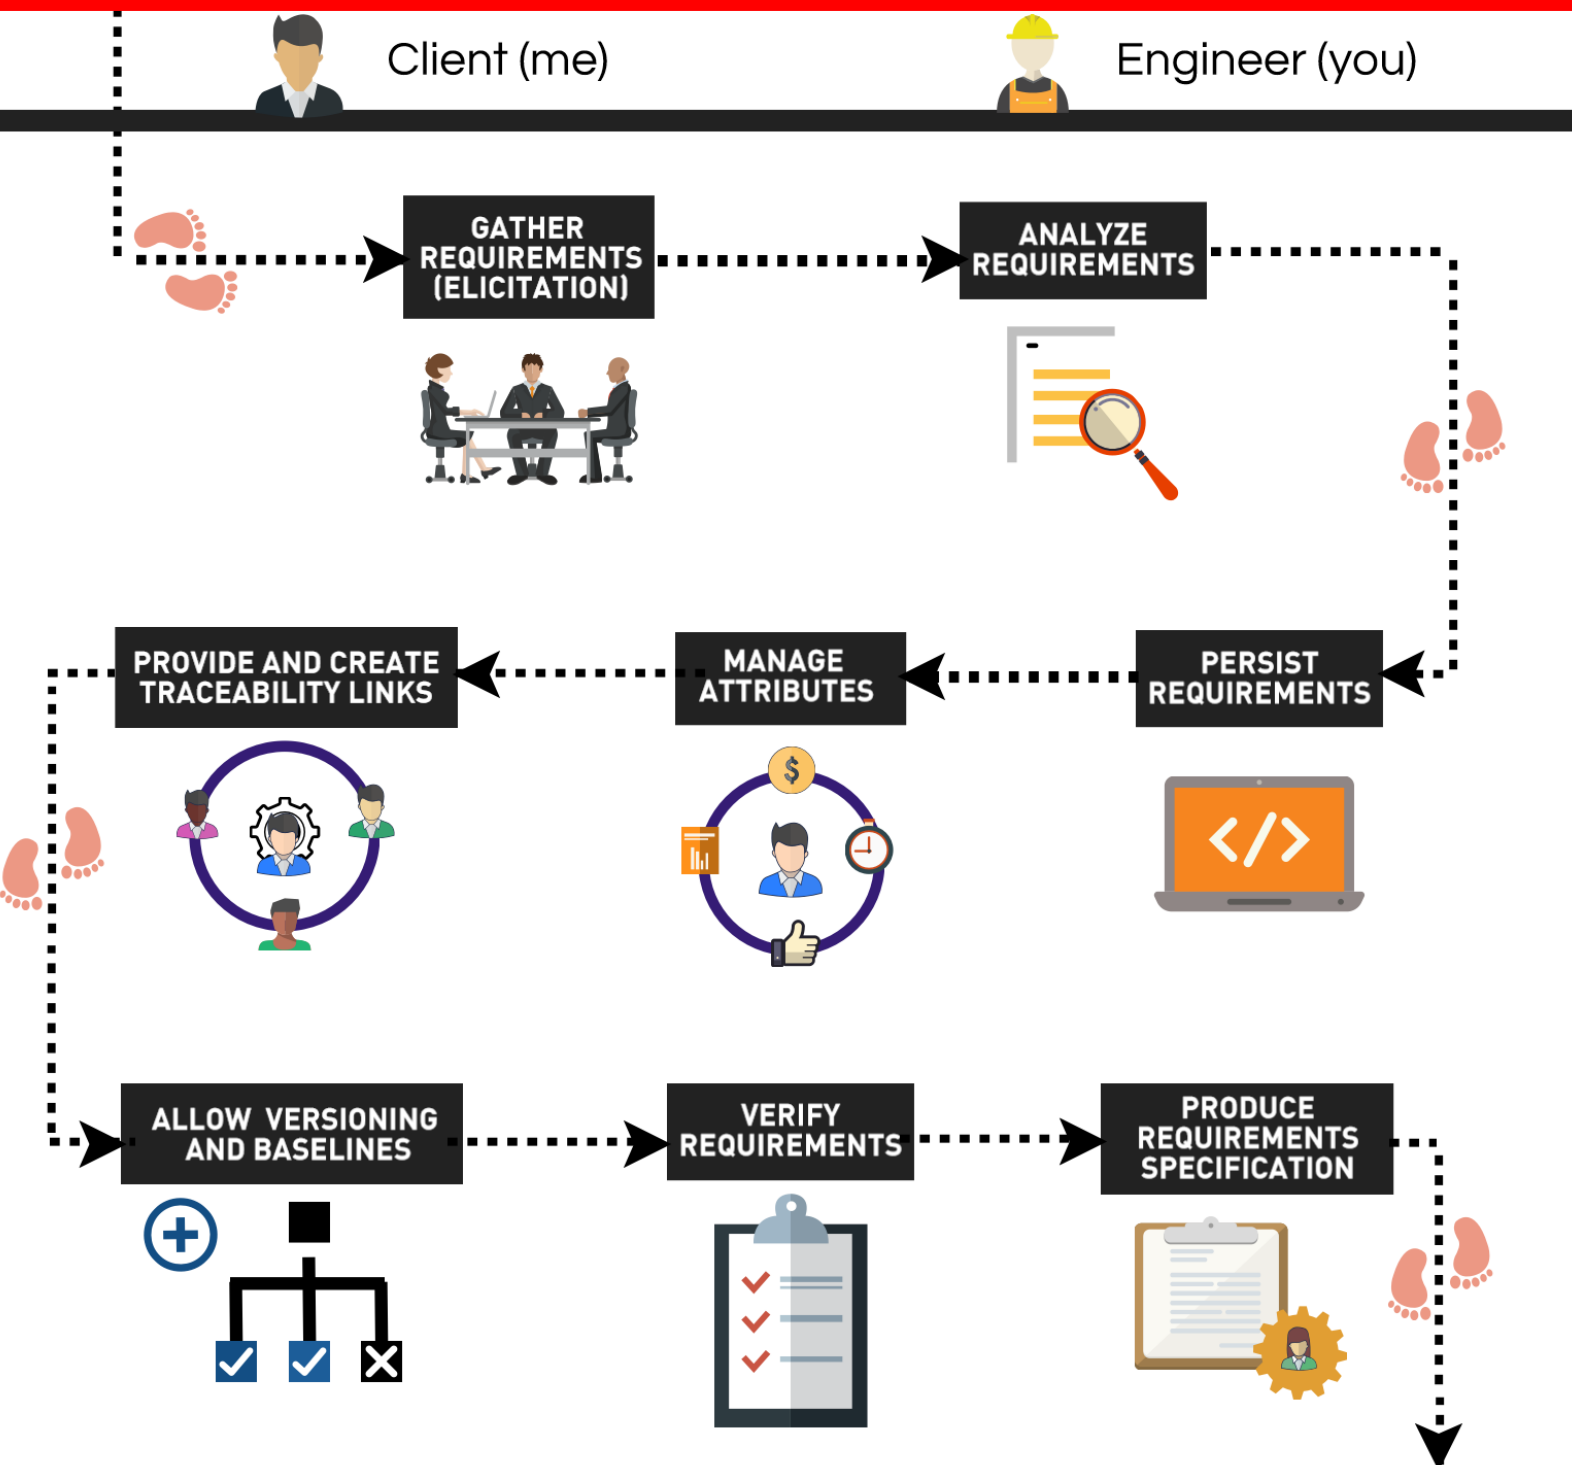 Client (me)
Engineer (you)
GATHER
REQUIREMENTS
(ELICITATION)
ANALYZE
REQUIREMENTS
PROVIDE AND CREATE
TRACEABILITY LINKS
MANAGE
ATTRIBUTES
PERSIST
REQUIREMENTS
$
</>
ALLOW VERSIONING
AND BASELINES
VERIFY
REQUIREMENTS
PRODUCE
REQUIREMENTS
SPECIFICATION